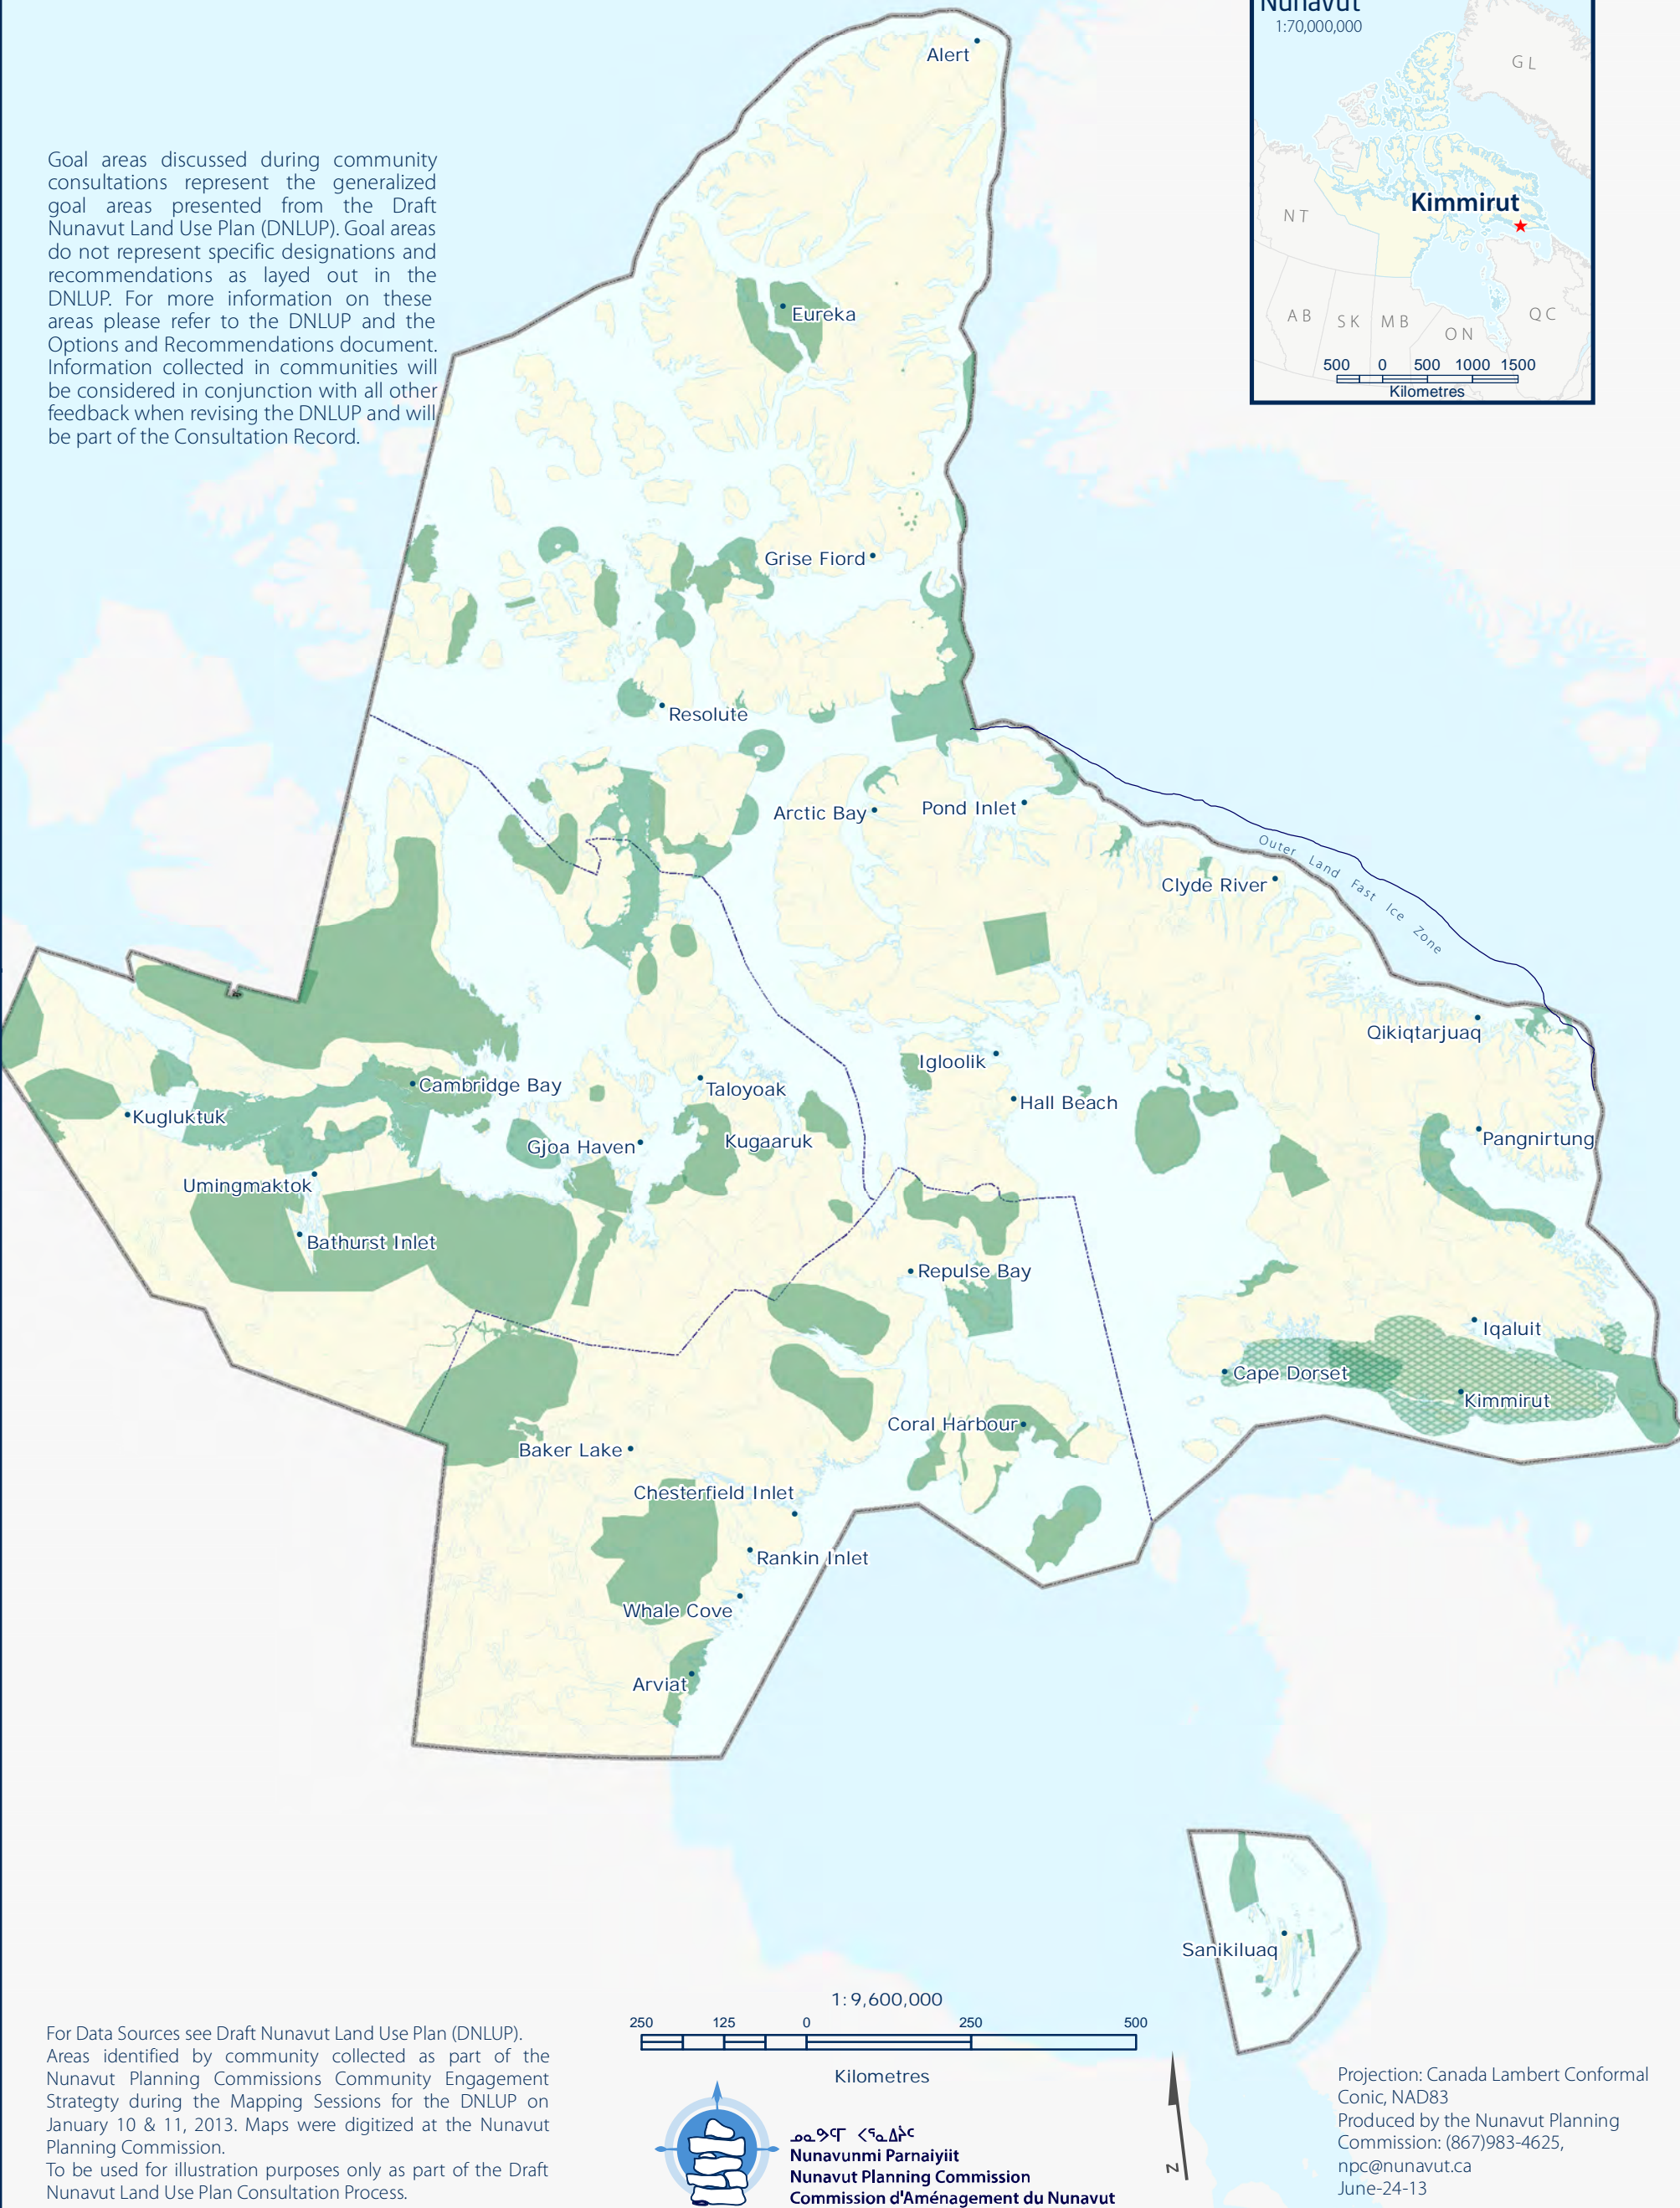 Nunavut
1:70,000,000
GL
NT
Kimmirut
AB
SK
MB
ON
QC
500 0 500 1000 1500
Kilometres
Goal areas discussed during community
consultations represent the generalized
goal areas presented from the Draft
Nunavut Land Use Plan (DNLUP). Goal areas
do not represent specific designations and
recommendations as layed out in the
DNLUP. For more information on these
areas please refer to the DNLUP and the
Options and Recommendations document.
Information collected in communities will
be considered in conjunction with all other
feedback when revising the DNLUP and will
be part of the Consultation Record.
Alert
Eureka
Grise Fiord
Resolute
Arctic Bay
Pond Inlet
Outer Land Fast Ice Zone
Clyde River
Qikiqtarjuaq
Igloolik
Cambridge Bay
Taloyoak
Hall Beach
Kugluktuk
Gjoa Haven
Kugaaruk
Pangnirtung
Umingmaktok
Bathurst Inlet
Repulse Bay
Iqaluit
Cape Dorset
Kimmirut
Coral Harbour
Baker Lake
Chesterfield Inlet
Rankin Inlet
Whale Cove
Arviat
Sanikiluaq
1:9,600,000
250 125 0 250 500
Kilometres
For Data Sources see Draft Nunavut Land Use Plan (DNLUP).
Areas identified by community collected as part of the
Nunavut Planning Commissions Community Engagement
Strategty during the Mapping Sessions for the DNLUP on
January 10 & 11, 2013. Maps were digitized at the Nunavut
Planning Commission.
To be used for illustration purposes only as part of the Draft
Nunavut Land Use Plan Consultation Process.
ᓄᓇᕗᒻᒥ ᐸᕐᓇᐃᔩᑦ
Nunavunmi Parnaiyiit
Nunavut Planning Commission
Commission d'Aménagement du Nunavut
N
Projection: Canada Lambert Conformal
Conic, NAD83
Produced by the Nunavut Planning
Commission: (867)983-4625,
npc@nunavut.ca
June-24-13